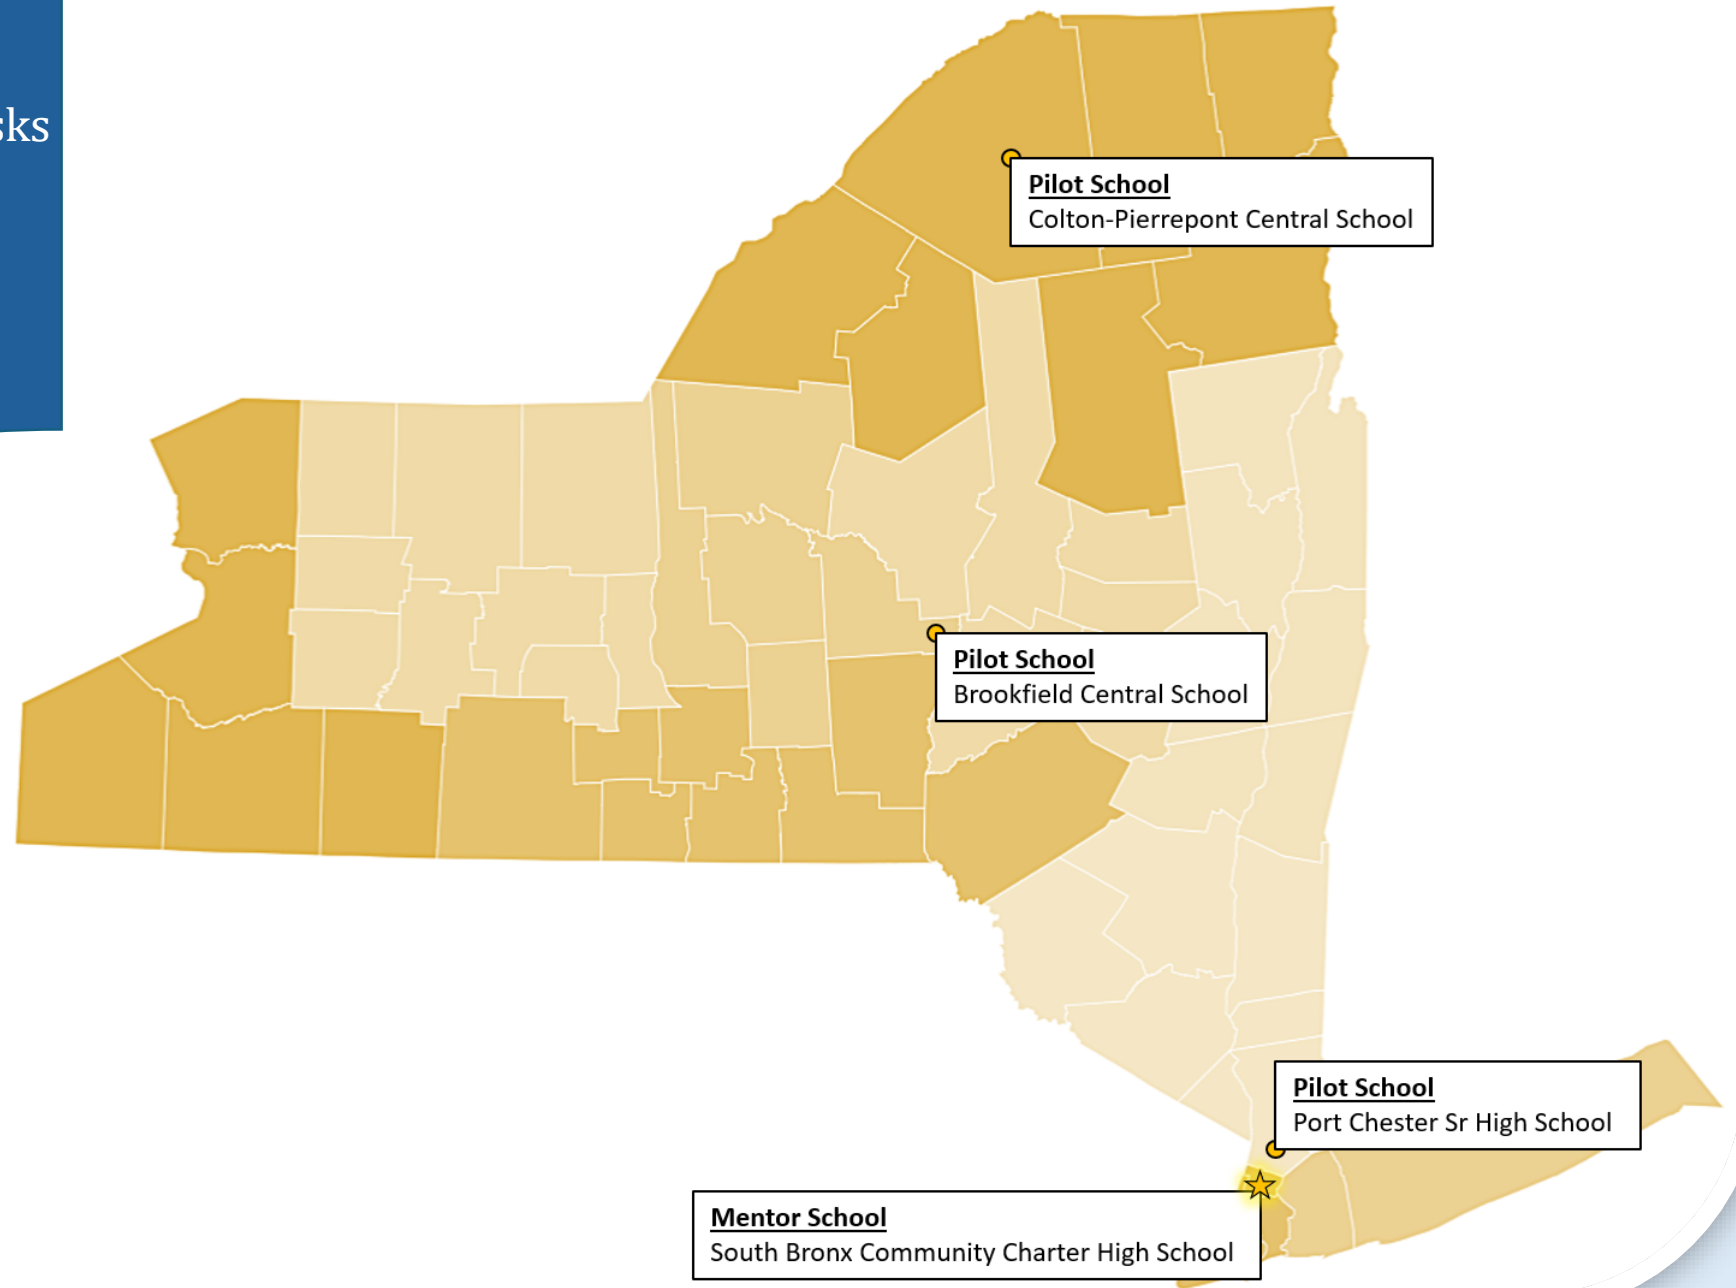 Pilot School
Colton-Pierrepont Central School
Pilot School
Brookfield Central School
Pilot School
Port Chester Sr High School
Mentor School
South Bronx Community Charter High School